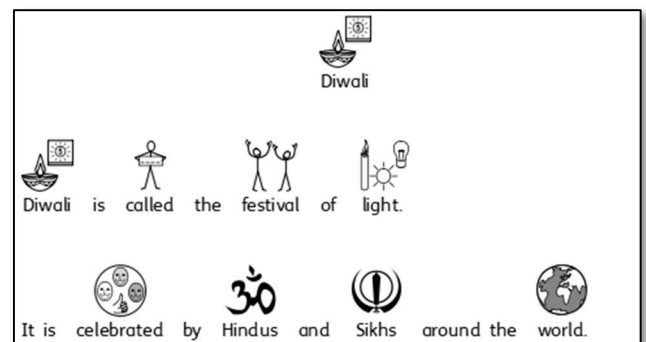 Diwali
Diwali is called the festival of light.
It is celebrated by Hindus and Sikhs around the world.